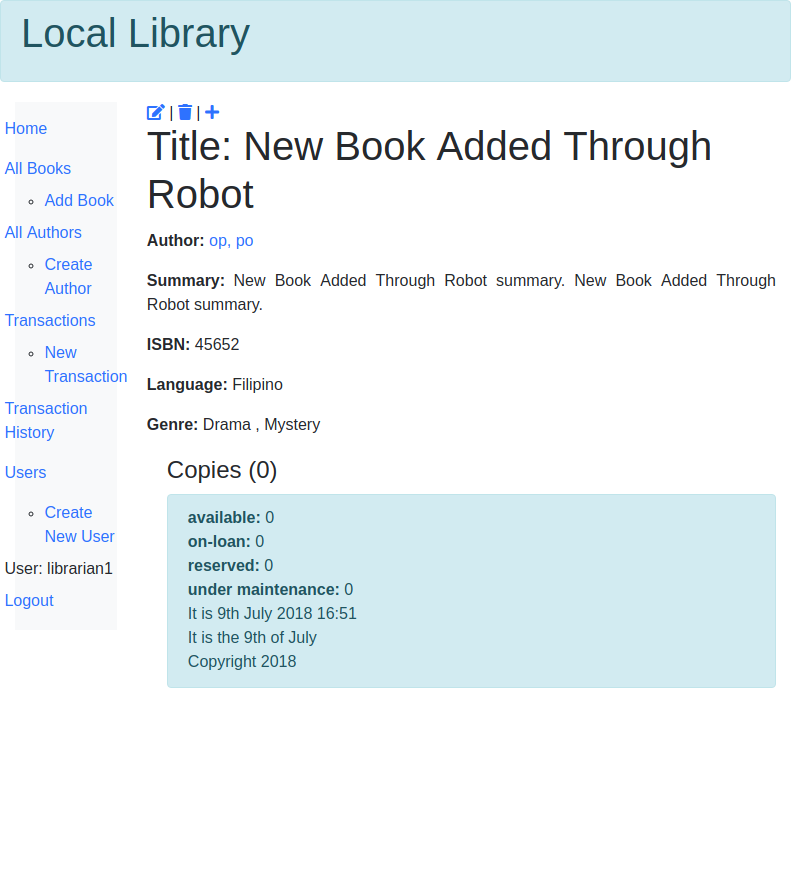 Local Library
Home
All Books
Add Book
All Authors
Create
Author
Transactions
New
Transaction
Transaction
History
Users
Create
New User
User: librarian1
Logout
| |
Title: New Book Added Through
Robot
Author: op, po
Summary: New Book Added Through Robot summary. New Book Added Through
Robot summary.
ISBN: 45652
Language: Filipino
Genre: Drama , Mystery
Copies (0)
available: 0
on-loan: 0
reserved: 0
under maintenance: 0
It is 9th July 2018 16:51
It is the 9th of July
Copyright 2018